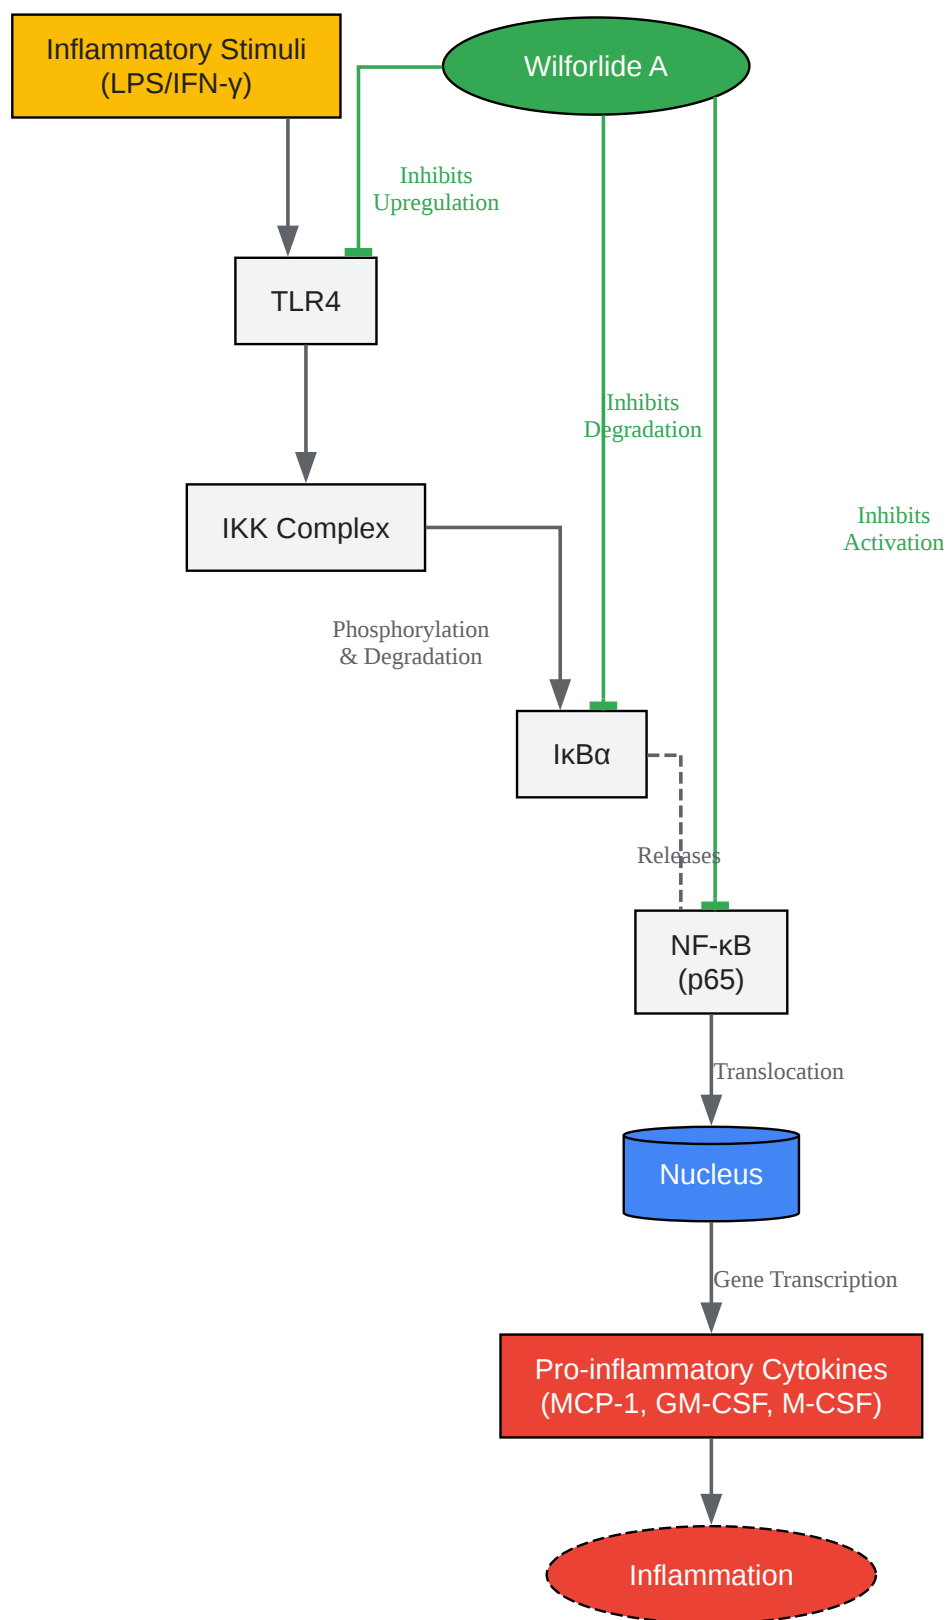 Inflammatory Stimuli
(LPS/IFN-γ)
Wilforlide A
Inhibits
Upregulation
TLR4
Inhibits
Degradation
IKK Complex
Inhibits
Activation
Phosphorylation
& Degradation
IκBα
Releases
NF-κB
(p65)
Translocation
Nucleus
Gene Transcription
Pro-inflammatory Cytokines
(MCP-1, GM-CSF, M-CSF)
Inflammation